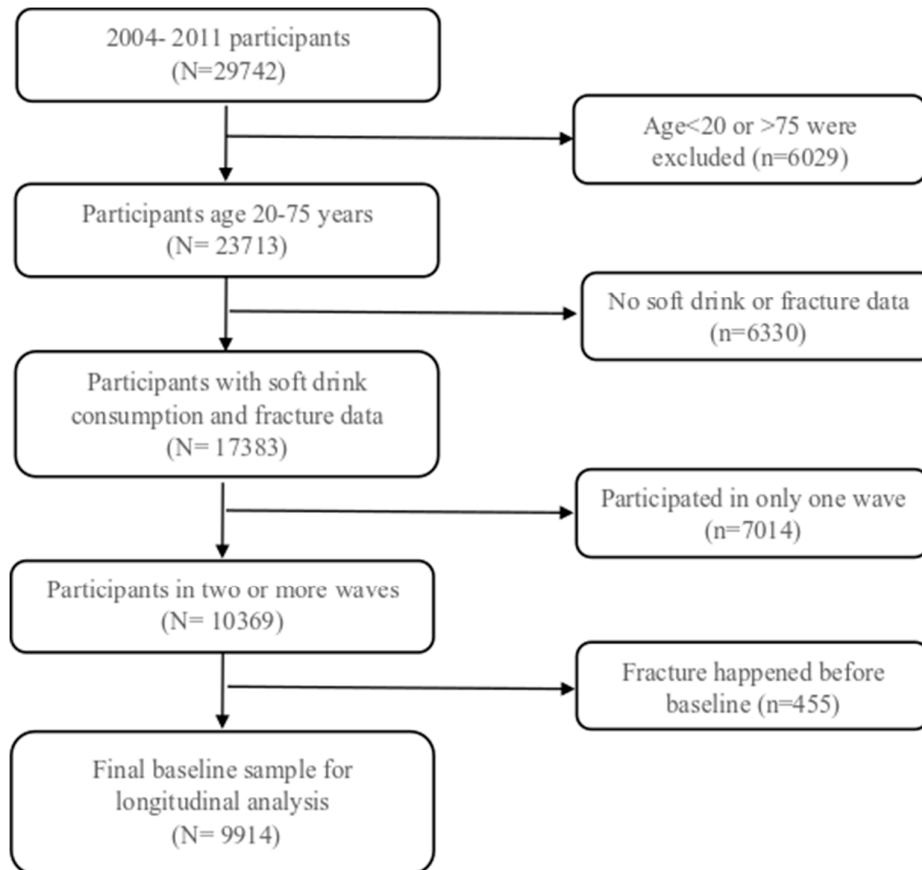 2004- 2011 participants
(N=29742)
Age<20 or >75 were
excluded (n=6029)
Participants age 20-75 years
(N= 23713)
No soft drink or fracture data
(n=6330)
Participants with soft drink
consumption and fracture data
(N= 17383)
Participated in only one wave
(n=7014)
Participants in two or more waves
(N= 10369)
Fracture happened before
baseline (n=455)
Final baseline sample for
longitudinal analysis
(N= 9914)